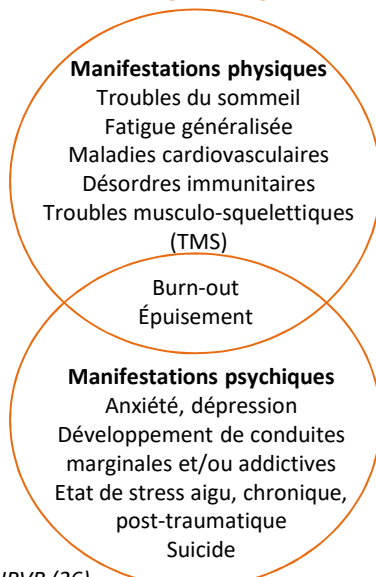 Manifestations physiques
Troubles du sommeil
Fatigue généralisée
Maladies cardiovasculaires
Désordres immunitaires
Troubles musculo-squelettiques
(TMS)
Burn-out
Épuisement
Manifestations psychiques
Anxiété, dépression
Développement de conduites
marginales et/ou addictives
Etat de stress aigu, chronique,
post-traumatique
Suicide
(26)